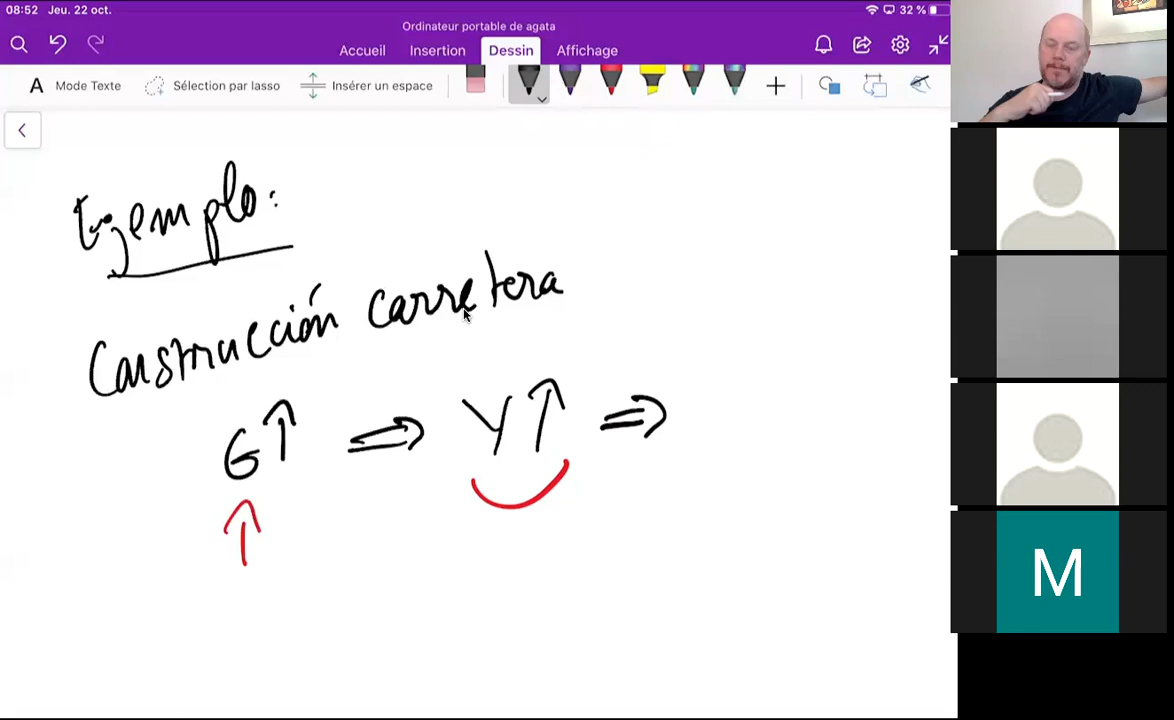 08:52 Jeu. 22 oct.
32 %
Ordinateur portable de agata
Accueil Insertion Dessin Affichage
A Mode Texte Sélection par lasso Insérer un espace
Ejemplo:
Construcción carretera
G↑ ⇒ Y↑ ⇒
↑
M